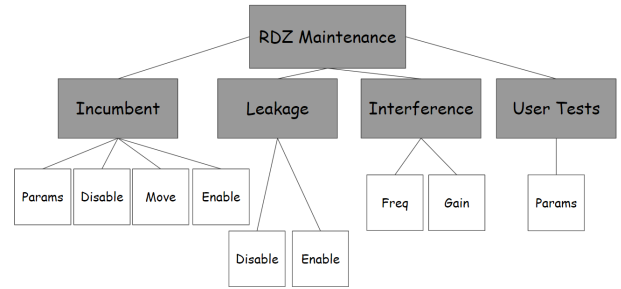 RDZ Maintenance
Incumbent
Leakage
Interference
User Tests
Params
Disable
Move
Enable
Freq
Gain
Params
Disable
Enable